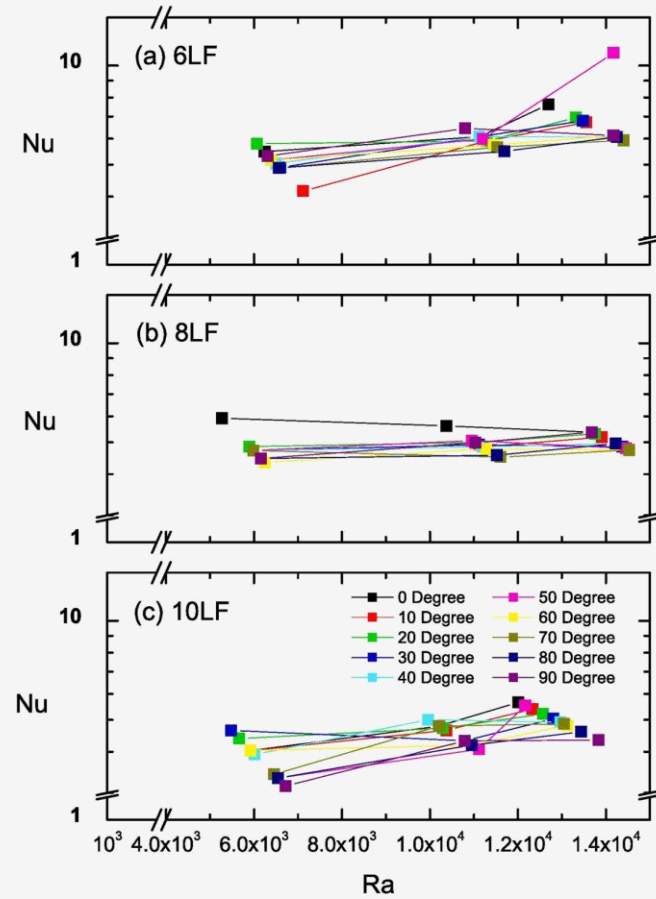 (a) 6LF
10
Nu
1
(b) 8LF
10
Nu
1
(c) 10LF
0 Degree
50 Degree
10 Degree
60 Degree
20 Degree
70 Degree
30 Degree
80 Degree
40 Degree
90 Degree
10
Nu
1
10³ 4.0x10³ 6.0x10³ 8.0x10³ 1.0x10⁴ 1.2x10⁴ 1.4x10⁴
Ra